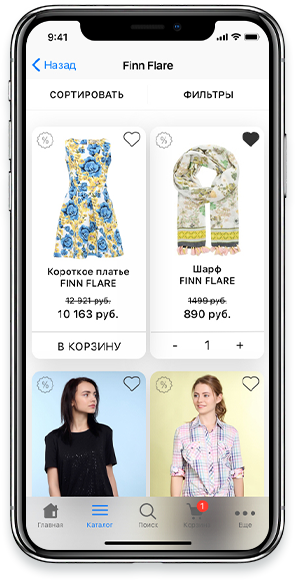 9:41
Назад
Finn Flare
СОРТИРОВАТЬ
ФИЛЬТРЫ
%
%
Короткое платье
FINN FLARE
12 921 руб.
10 163 руб.
В КОРЗИНУ
Шарф
FINN FLARE
1499 руб.
890 руб.
- 1 +
%
%
1
Главная
Каталог
Поиск
Корзина
Еще